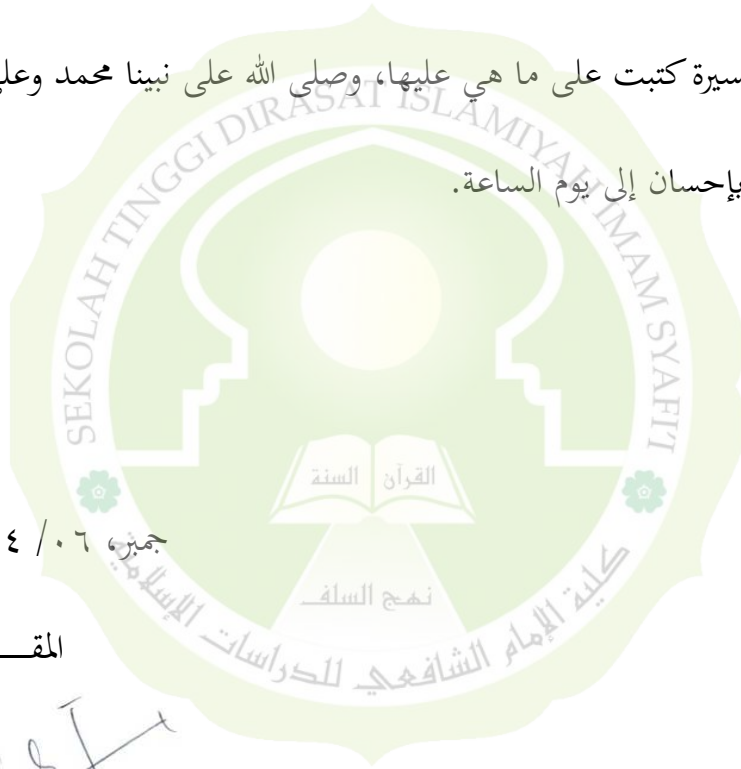 سيرة كتبت على ما هي عليها، وصلى الله على نبينا محمد وعلى
بإحسان إلى يوم الساعة.
SEKOLAH TINGGI DIRASAT ISLAMIYAH IMAM SYAFI'I
القرآن السنة
نهج السلف
كلية الإمام الشافعي للدراسات الإسلامية
جمبر، ٠٦/ ٤
المقـــ